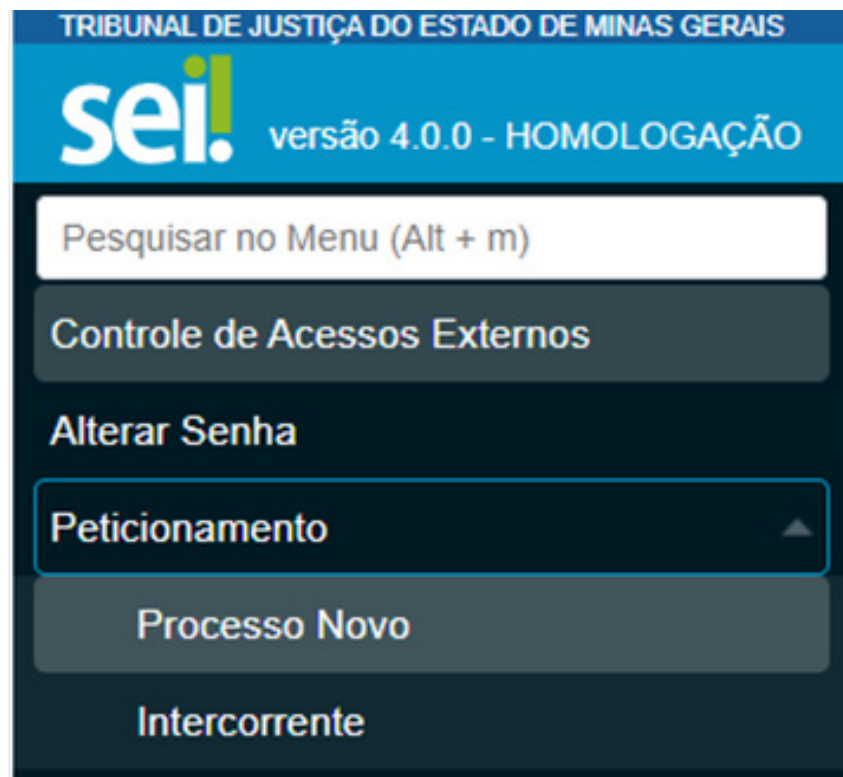 TRIBUNAL DE JUSTIÇA DO ESTADO DE MINAS GERAIS
sei! versão 4.0.0 - HOMOLOGAÇÃO
Pesquisar no Menu (Alt + m)
Controle de Acessos Externos
Alterar Senha
Peticionamento
Processo Novo
Intercorrente